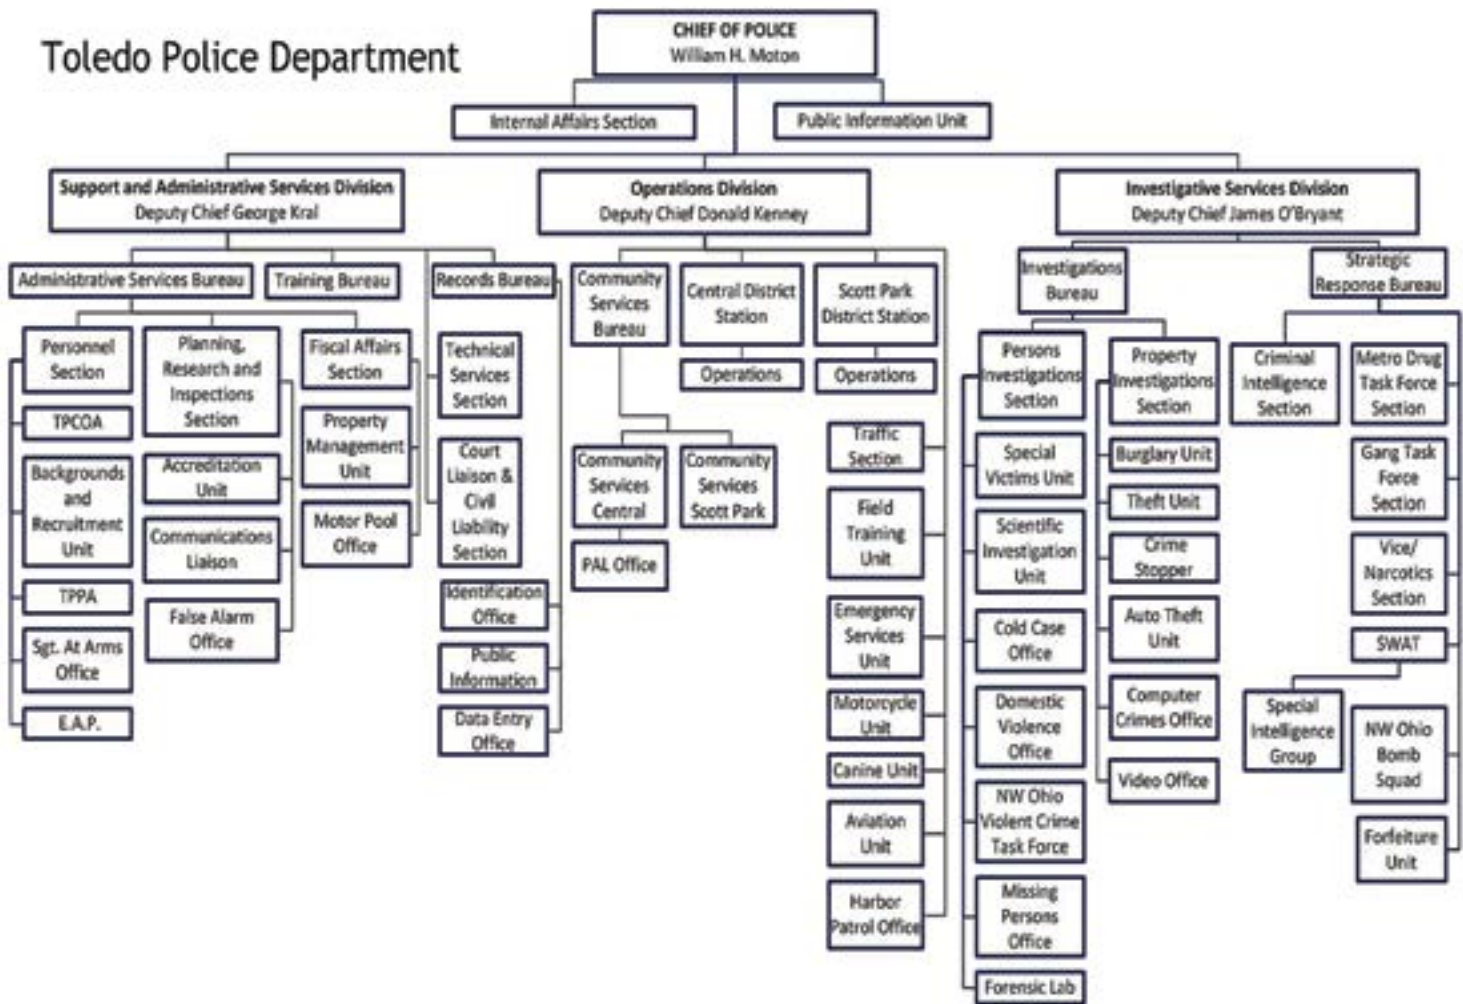 Toledo Police Department
CHIEF OF POLICE
William H. Moton
Internal Affairs Section
Public Information Unit
Support and Administrative Services Division
Deputy Chief George Kral
Operations Division
Deputy Chief Donald Kenney
Investigative Services Division
Deputy Chief James O'Bryant
Administrative Services Bureau
Training Bureau
Records Bureau
Personnel
Section
TPCOA
Backgrounds
and
Recruitment
Unit
TPPA
Sgt. At Arms
Office
E.A.P.
Planning,
Research and
Inspections
Section
Accreditation
Unit
Communications
Liaison
False Alarm
Office
Fiscal Affairs
Section
Property
Management
Unit
Motor Pool
Office
Technical
Services
Section
Court
Liaison &
Civil
Liability
Section
Identification
Office
Public
Information
Data Entry
Office
Community
Services
Bureau
Central District
Station
Operations
Scott Park
District Station
Operations
Community
Services
Central
Community
Services
Scott Park
PAL Office
Traffic
Section
Field
Training
Unit
Emergency
Services
Unit
Motorcycle
Unit
Canine Unit
Aviation
Unit
Harbor
Patrol Office
Investigations
Bureau
Strategic
Response Bureau
Persons
Investigations
Section
Special
Victims Unit
Scientific
Investigation
Unit
Cold Case
Office
Domestic
Violence
Office
NW Ohio
Violent Crime
Task Force
Missing
Persons
Office
Forensic Lab
Property
Investigations
Section
Burglary Unit
Theft Unit
Crime
Stopper
Auto Theft
Unit
Computer
Crimes Office
Video Office
Criminal
Intelligence
Section
Metro Drug
Task Force
Section
Gang Task
Force
Section
Vice/
Narcotics
Section
SWAT
Special
Intelligence
Group
NW Ohio
Bomb
Squad
Forfeiture
Unit